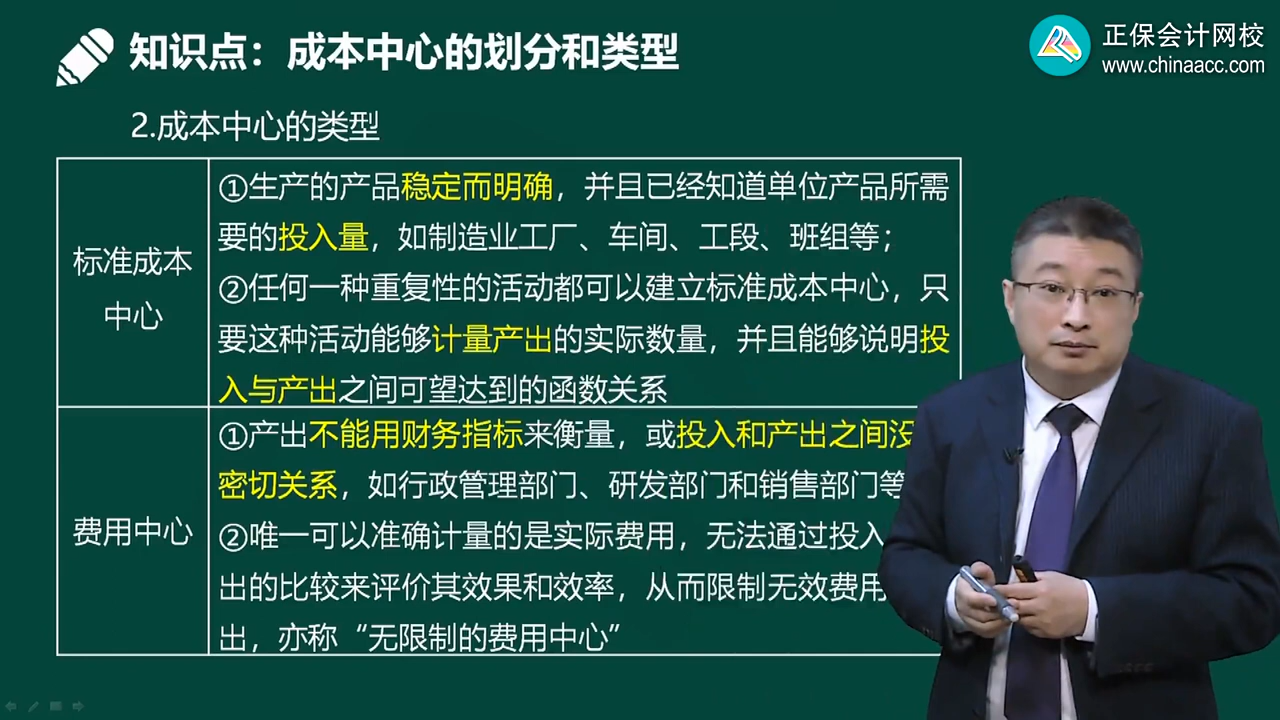 知识点：成本中心的划分和类型
正保会计网校
www.chinaacc.com
2.成本中心的类型
标准成本
中心
①生产的产品稳定而明确，并且已经知道单位产品所需
要的投入量，如制造业工厂、车间、工段、班组等；
②任何一种重复性的活动都可以建立标准成本中心，只
要这种活动能够计量产出的实际数量，并且能够说明投
入与产出之间可望达到的函数关系
费用中心
①产出不能用财务指标来衡量，或投入和产出之间没
密切关系，如行政管理部门、研发部门和销售部门等
②唯一可以准确计量的是实际费用，无法通过投入
出的比较来评价其效果和效率，从而限制无效费用
出，亦称“无限制的费用中心”